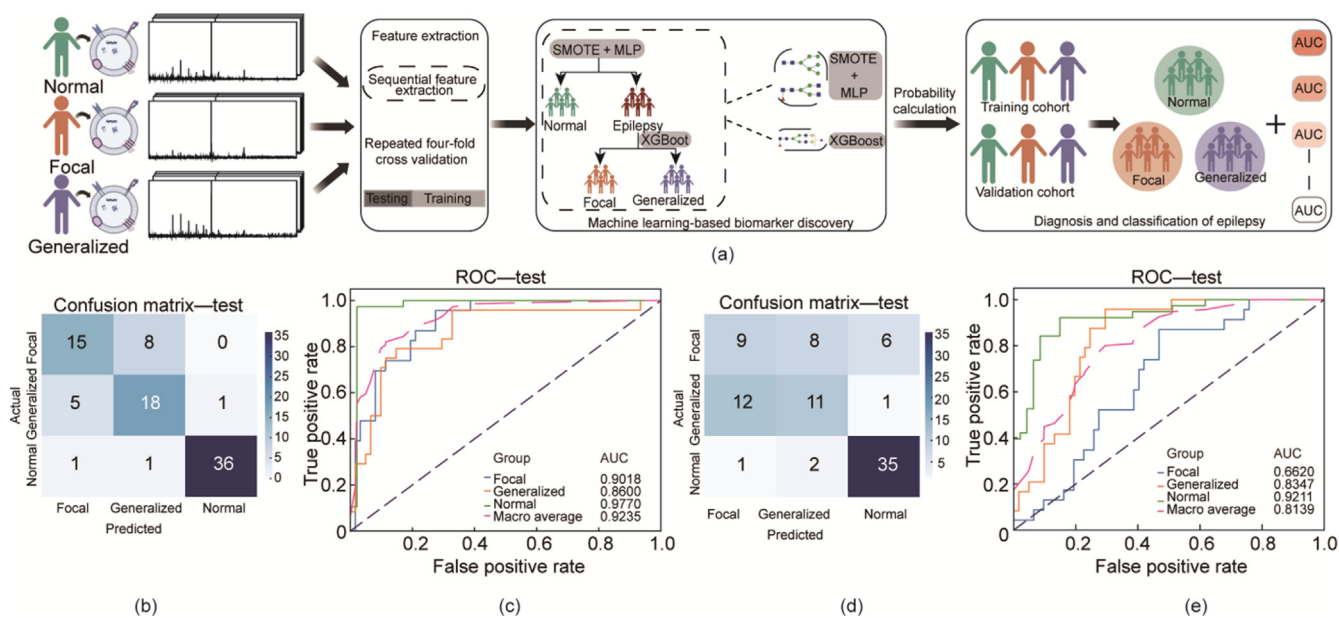 Normal
Focal
Generalized
Feature extraction
Sequential feature
extraction
Repeated four-fold
cross validation
Testing Training
SMOTE + MLP
Normal Epilepsy
XGBoot
Focal Generalized
SMOTE
+
MLP
XGBoost
Machine learning-based biomarker discovery
Probability
calculation
Training cohort
Validation cohort
Normal
Focal Generalized
+
AUC
AUC
AUC
AUC
Diagnosis and classification of epilepsy
(a)
Confusion matrix—test
Actual
Normal Generalized Focal
15 8 0
5 18 1
1 1 36
Focal Generalized Normal
Predicted
35
30
25
20
15
10
5
0
(b)
ROC—test
True positive rate
1.0
0.8
0.6
0.4
0.2
0
0.2 0.4 0.6 0.8 1.0
False positive rate
Group AUC
Focal 0.9018
Generalized 0.8600
Normal 0.9770
Macro average 0.9235
(c)
Confusion matrix—test
Actual
Normal Generalized Focal
9 8 6
12 11 1
1 2 35
Focal Generalized Normal
Predicted
35
30
25
20
15
10
5
(d)
ROC—test
True positive rate
1.0
0.8
0.6
0.4
0.2
0
0.2 0.4 0.6 0.8 1.0
False positive rate
Group AUC
Focal 0.6620
Generalized 0.8347
Normal 0.9211
Macro average 0.8139
(e)